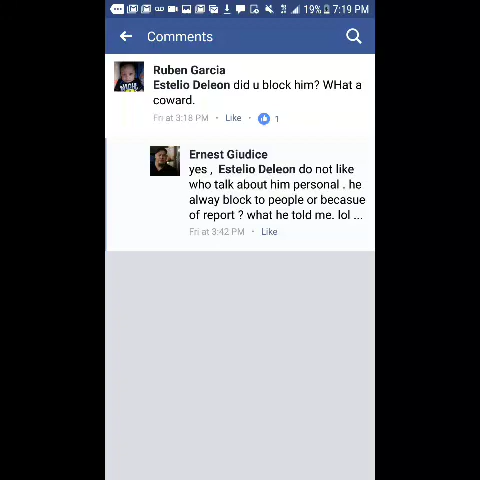 19% 7:19 PM
Comments
Ruben Garcia
Estelio Deleon did u block him? WHat a
coward.
Fri at 3:18 PM • Like • 1
Ernest Giudice
yes , Estelio Deleon do not like
who talk about him personal . he
alway block to people or becasue
of report ? what he told me. lol ...
Fri at 3:42 PM • Like